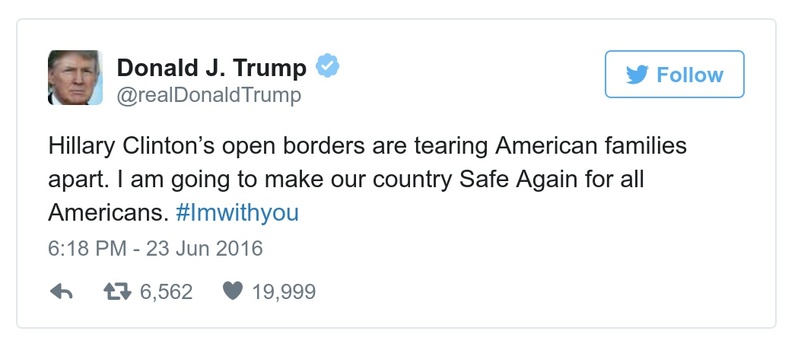 Donald J. Trump
@realDonaldTrump
Follow
Hillary Clinton’s open borders are tearing American families
apart. I am going to make our country Safe Again for all
Americans. #Imwithyou
6:18 PM - 23 Jun 2016
6,562 19,999